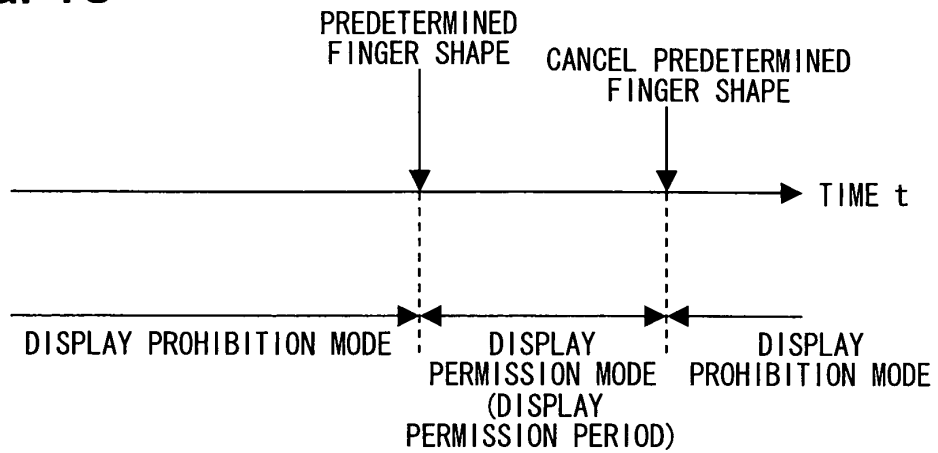 PREDETERMINED
FINGER SHAPE
CANCEL PREDETERMINED
FINGER SHAPE
TIME t
DISPLAY PROHIBITION MODE
DISPLAY
PERMISSION MODE
(DISPLAY
PERMISSION PERIOD)
DISPLAY
PROHIBITION MODE